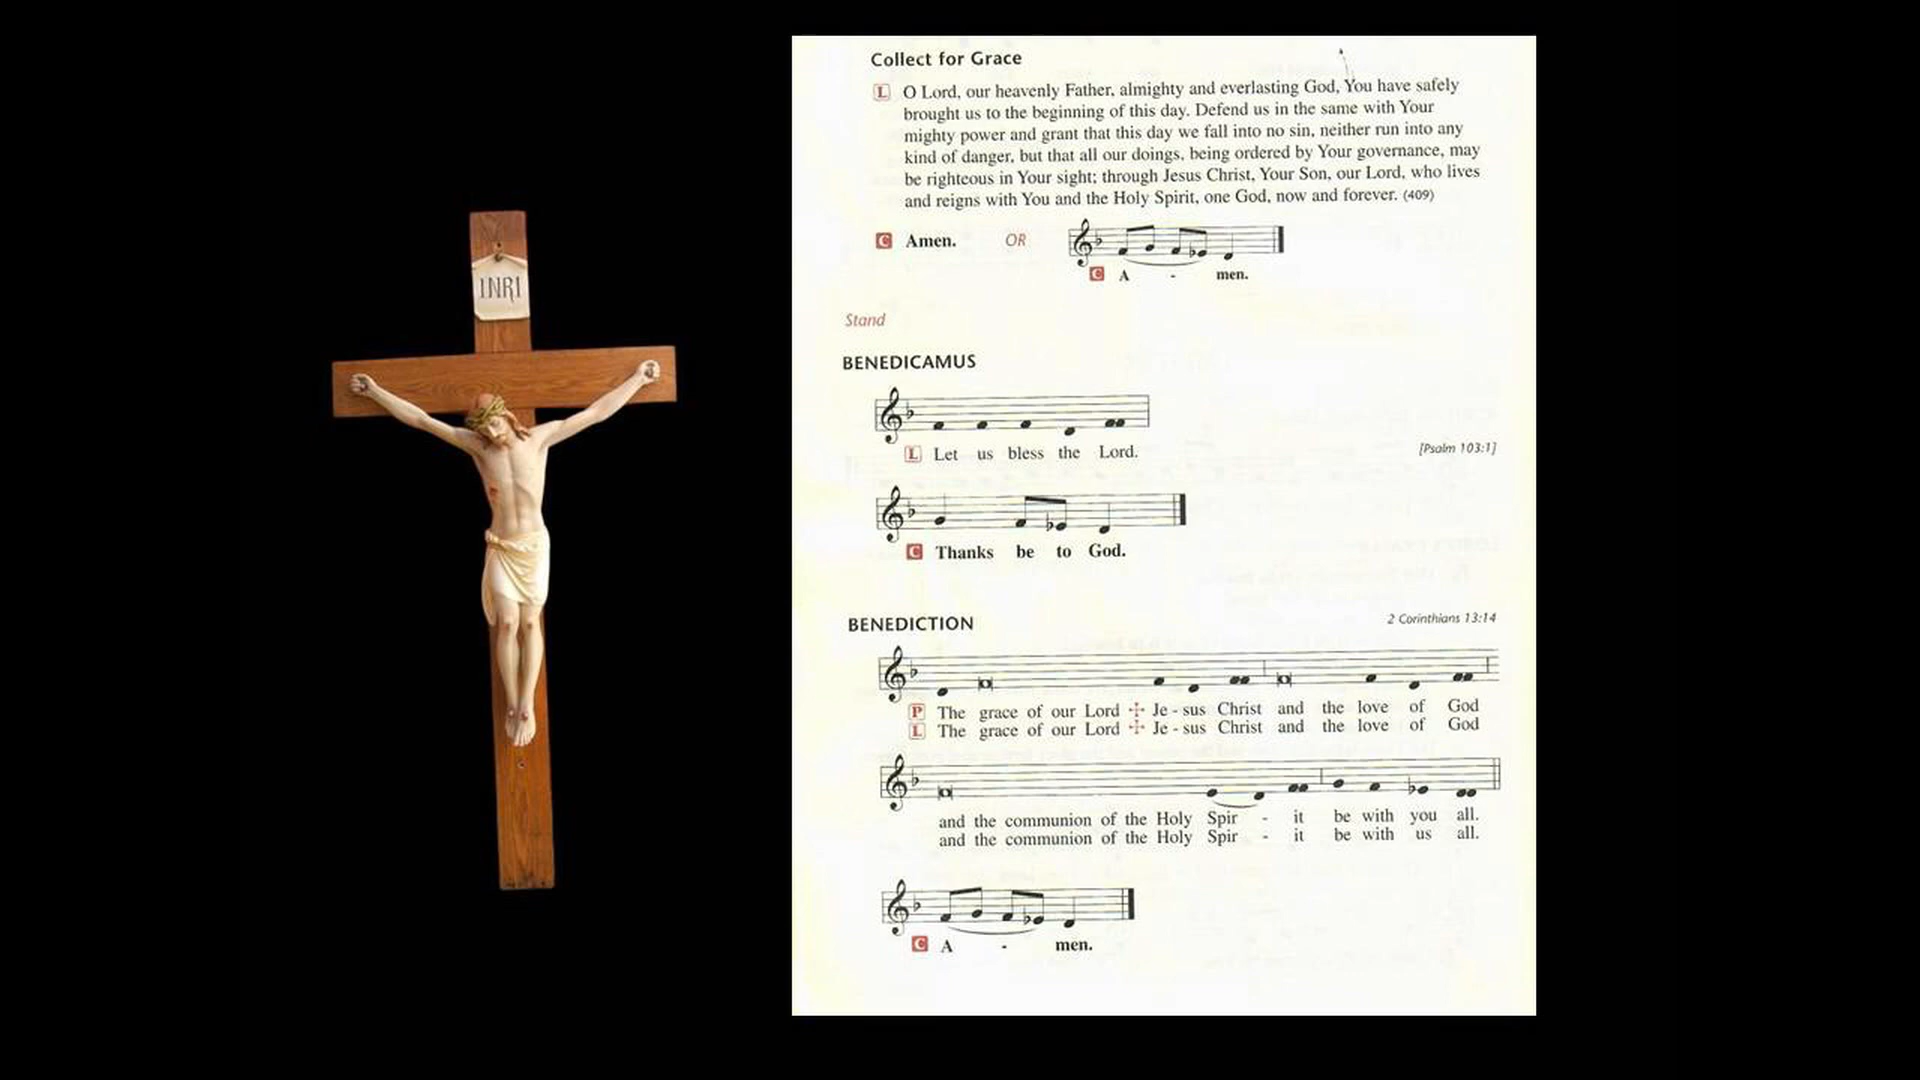 INRI
Collect for Grace
L O Lord, our heavenly Father, almighty and everlasting God, You have safely
brought us to the beginning of this day. Defend us in the same with Your
mighty power and grant that this day we fall into no sin, neither run into any
kind of danger, but that all our doings, being ordered by Your governance, may
be righteous in Your sight; through Jesus Christ, Your Son, our Lord, who lives
and reigns with You and the Holy Spirit, one God, now and forever. (409)
C Amen. OR
C A - men.
Stand
BENEDICAMUS
L Let us bless the Lord. [Psalm 103:1]
C Thanks be to God.
BENEDICTION 2 Corinthians 13:14
P The grace of our Lord ✢ Je - sus Christ and the love of God
L The grace of our Lord ✢ Je - sus Christ and the love of God
and the communion of the Holy Spir - it be with you all.
and the communion of the Holy Spir - it be with us all.
C A - men.